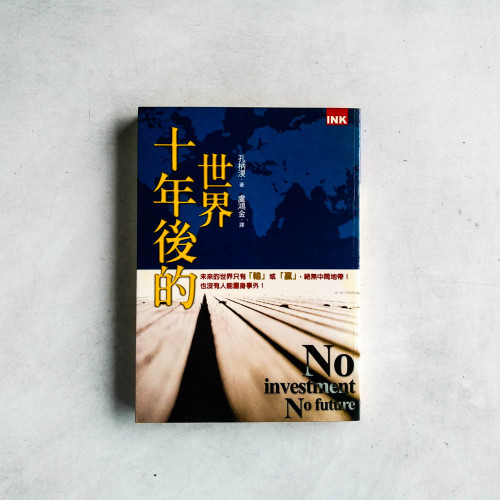 INK
十年後的
世界
孔柄淏．著
盧鴻金．譯
未來的世界只有「輸」或「贏」，絕無中間地帶！
也沒有人能置身事外！
No
investment
No future